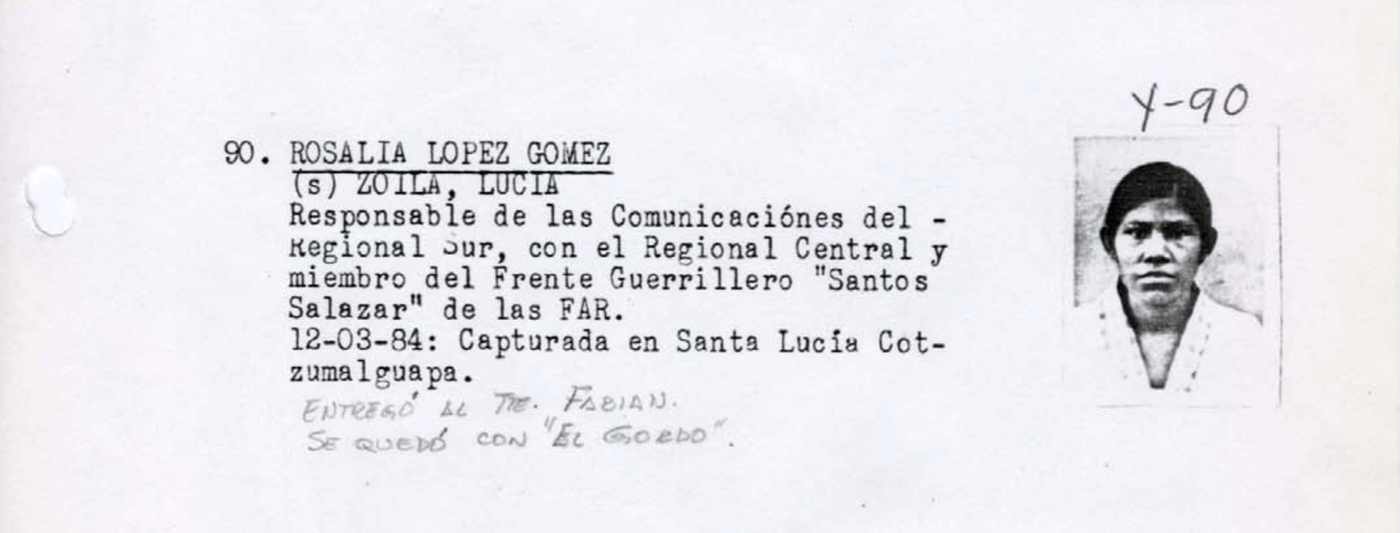 Y-90
90. ROSALIA LOPEZ GOMEZ
(s) ZOILA, LUCIA
Responsable de las Comunicaciónes del -
Regional Sur, con el Regional Central y
miembro del Frente Guerrillero "Santos
Salazar" de las FAR.
12-03-84: Capturada en Santa Lucía Cot-
zumalguapa.
ENTREGÓ AL TTE. FABIAN.
SE QUEDÓ CON "EL GORDO".